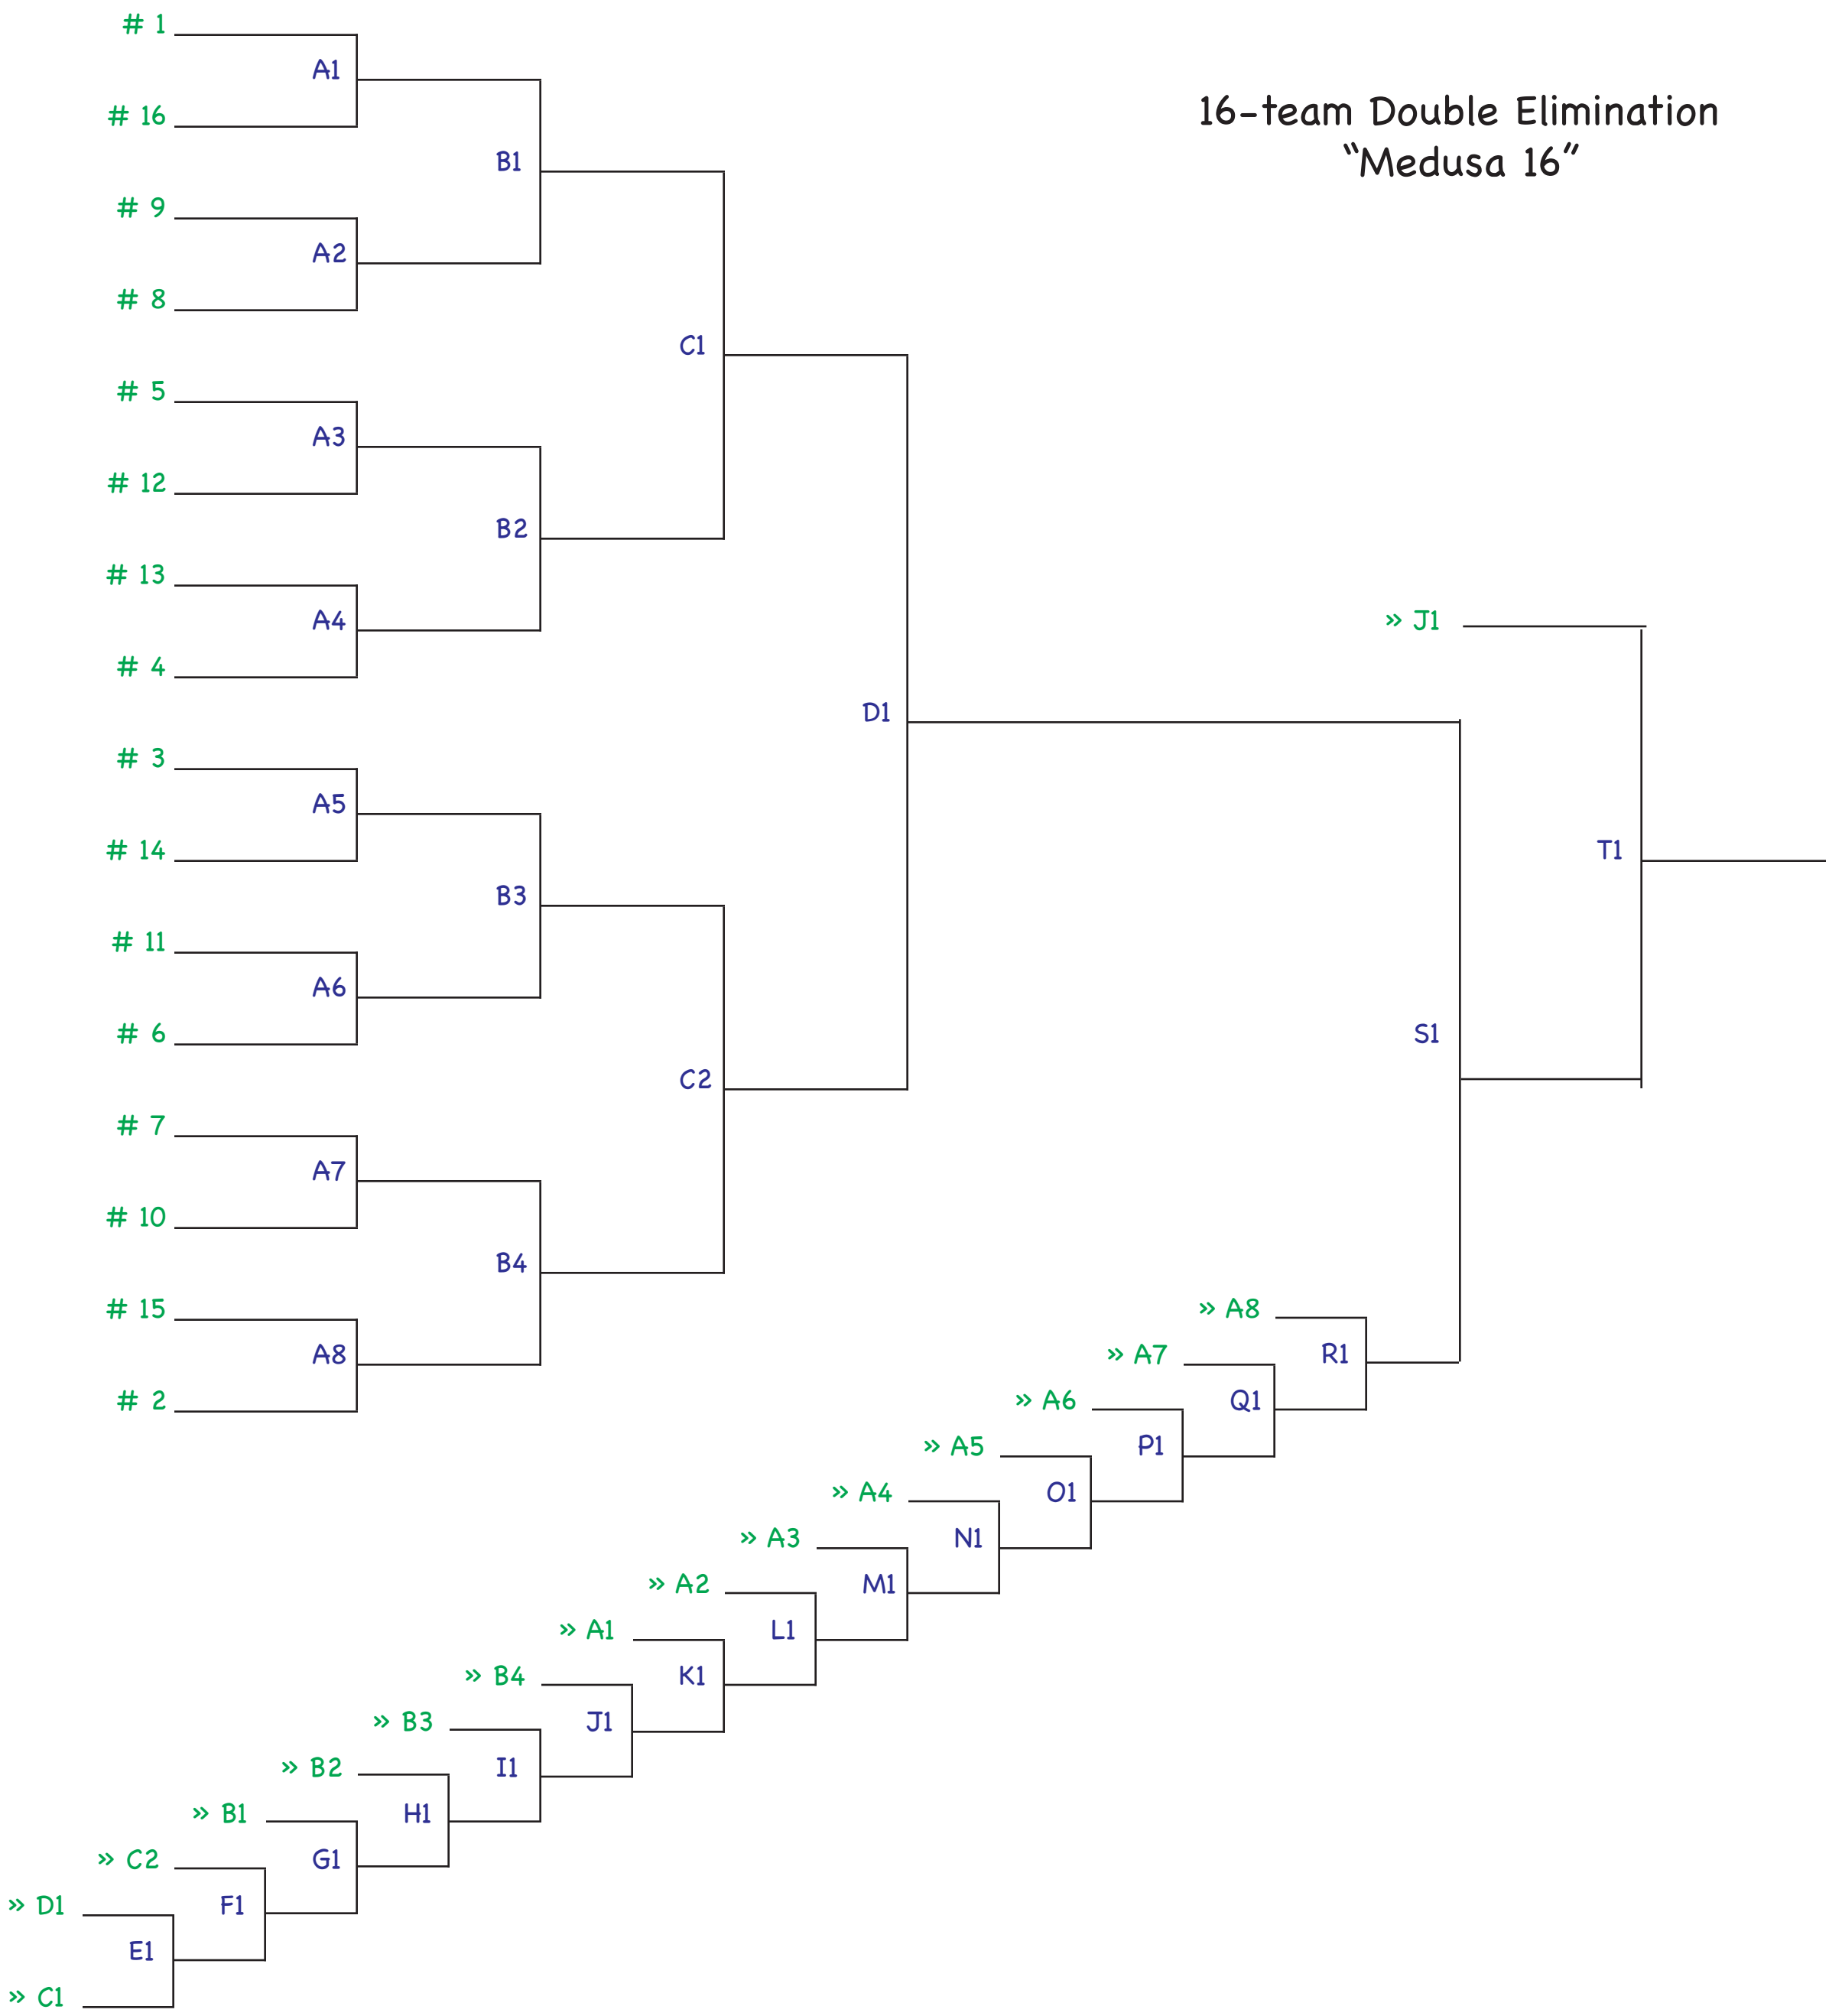 # 1
A1
# 16
16-team Double Elimination
“Medusa 16”
B1
# 9
A2
# 8
C1
# 5
A3
# 12
B2
# 13
A4
# 4
» J1
D1
# 3
A5
# 14
T1
B3
# 11
A6
# 6
S1
C2
# 7
A7
# 10
B4
# 15
» A8
A8
» A7
R1
# 2
» A6
Q1
» A5
P1
» A4
O1
» A3
N1
» A2
M1
» A1
L1
» B4
K1
» B3
J1
» B2
I1
» B1
H1
» C2
G1
» D1
F1
E1
» C1